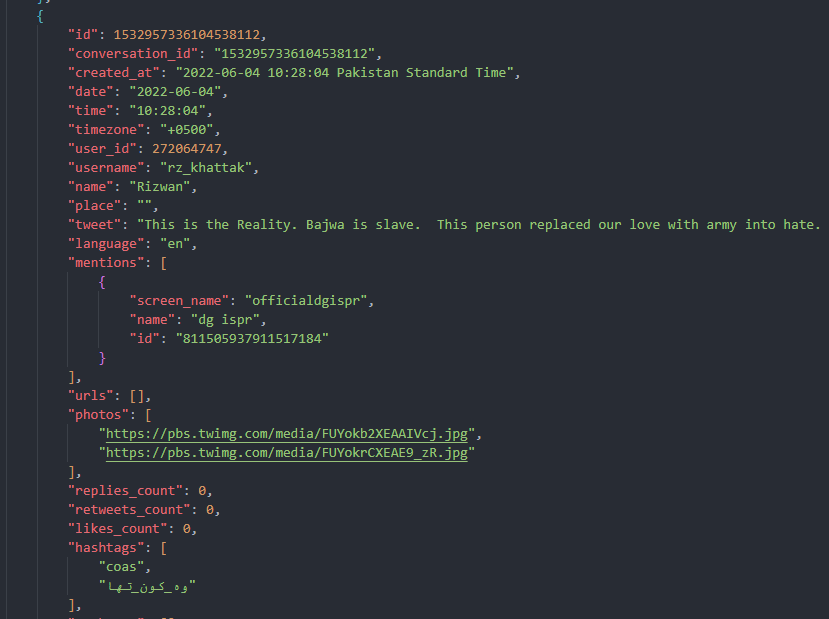 {
"id": 1532957336104538112,
"conversation_id": "1532957336104538112",
"created_at": "2022-06-04 10:28:04 Pakistan Standard Time",
"date": "2022-06-04",
"time": "10:28:04",
"timezone": "+0500",
"user_id": 272064747,
"username": "rz_khattak",
"name": "Rizwan",
"place": "",
"tweet": "This is the Reality. Bajwa is slave.  This person replaced our love with army into hate.
"language": "en",
"mentions": [
{
"screen_name": "officialdgispr",
"name": "dg ispr",
"id": "811505937911517184"
}
],
"urls": [],
"photos": [
"https://pbs.twimg.com/media/FUYokb2XEAAIVcj.jpg",
"https://pbs.twimg.com/media/FUYokrCXEAE9_zR.jpg"
],
"replies_count": 0,
"retweets_count": 0,
"likes_count": 0,
"hashtags": [
"coas",
"وہ_کون_تھا"
],